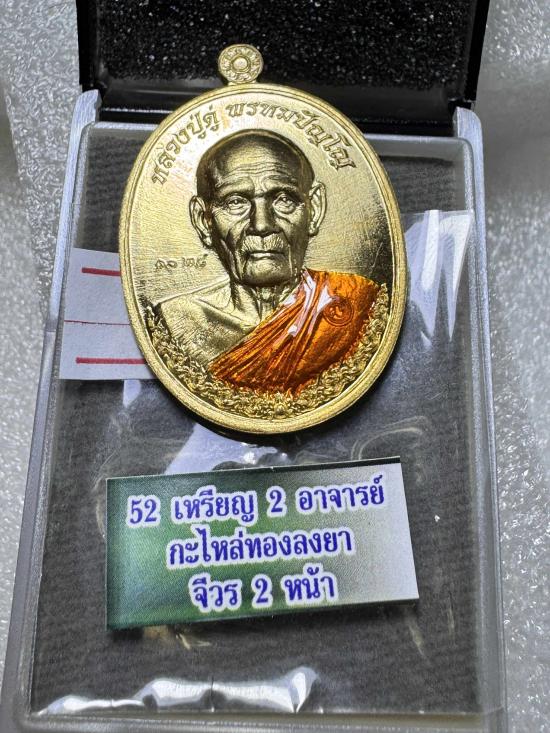 หลวงปู่ดู่ พรหมปัญโญ
๑๐๒๘
52 เหรียญ 2 อาจารย์
กะไหล่ทองลงยา
จีวร 2 หน้า